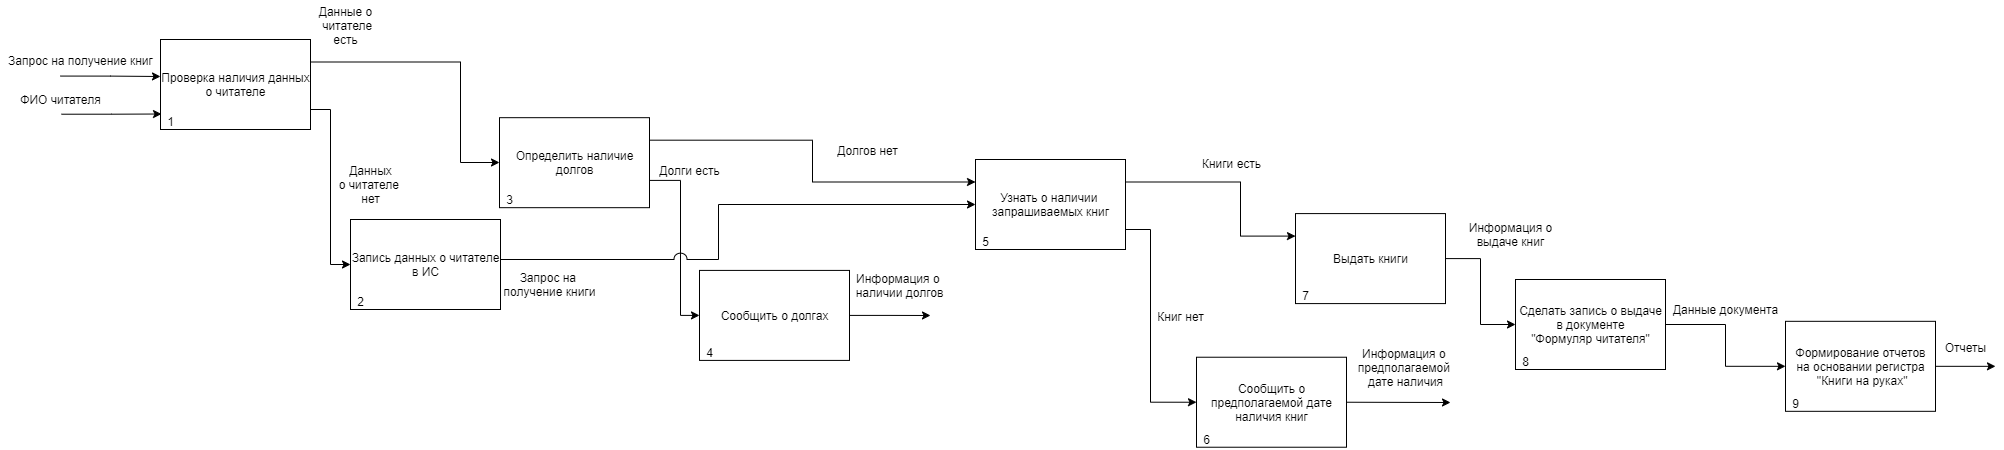 Данные о
читателе
есть
Запрос на получение книг
ФИО читателя
Проверка наличия данных
о читателе
1
Данных
о читателе
нет
Определить наличие
долгов
3
Долгов нет
Долги есть
Запись данных о читателе
в ИС
2
Запрос на
получение книги
Сообщить о долгах
4
Информация о
наличии долгов
Узнать о наличии
запрашиваемых книг
5
Книги есть
Книг нет
Сообщить о
предполагаемой дате
наличия книг
6
Информация о
предполагаемой
дате наличия
Выдать книги
7
Информация о
выдаче книг
Сделать запись о выдаче
в документе
"Формуляр читателя"
8
Данные документа
Формирование отчетов
на основании регистра
"Книги на руках"
9
Отчеты